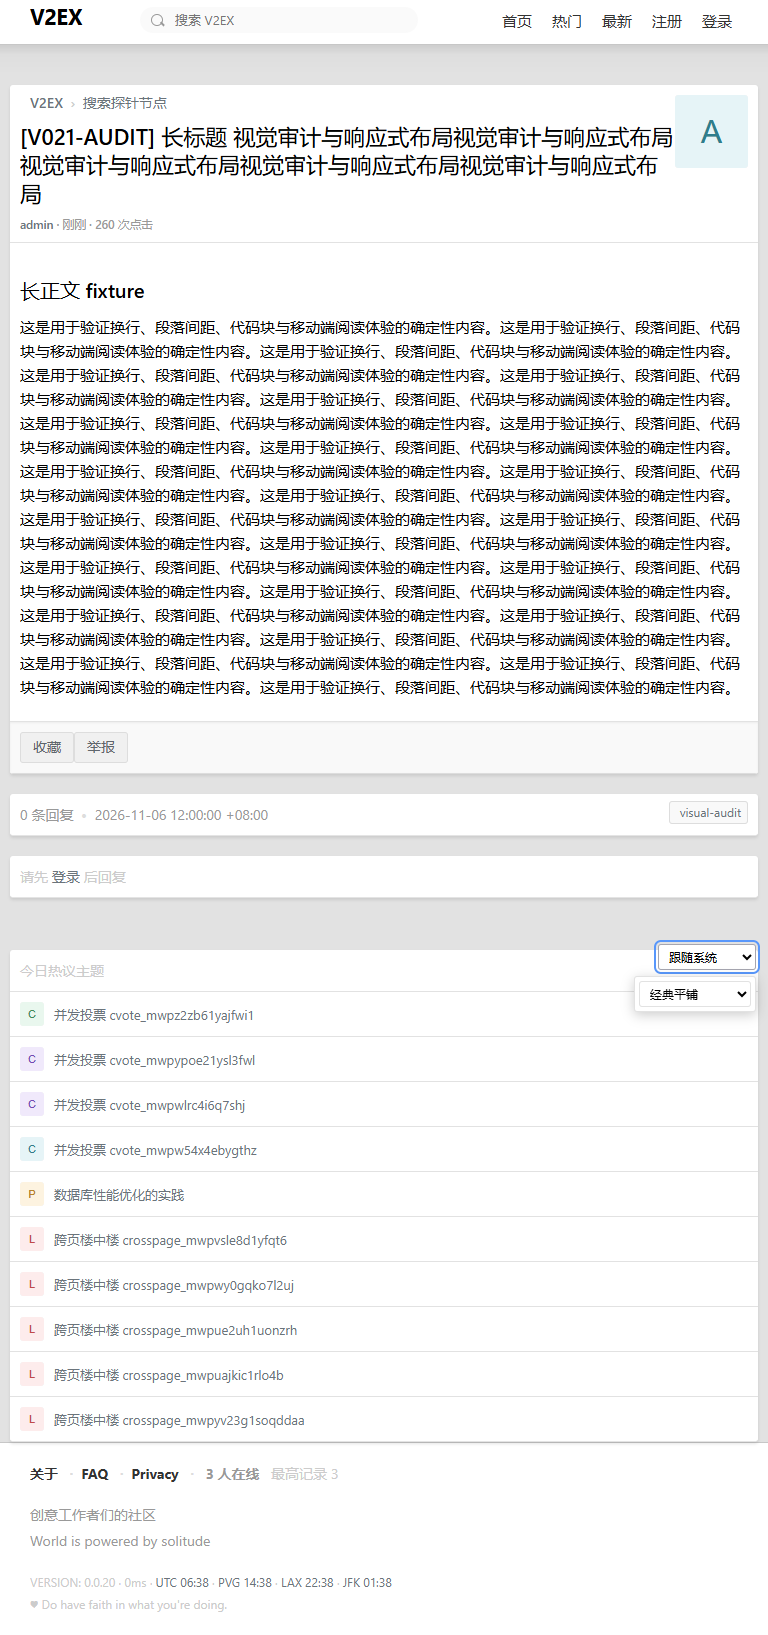 V2EX
搜索 V2EX
首页 热门 最新 注册 登录
V2EX › 搜索探针节点
A
[V021-AUDIT] 长标题 视觉审计与响应式布局视觉审计与响应式布局
视觉审计与响应式布局视觉审计与响应式布局视觉审计与响应式布
局
admin · 刚刚 · 260 次点击
长正文 fixture
这是用于验证换行、段落间距、代码块与移动端阅读体验的确定性内容。这是用于验证换行、段落间距、代码
块与移动端阅读体验的确定性内容。这是用于验证换行、段落间距、代码块与移动端阅读体验的确定性内容。
这是用于验证换行、段落间距、代码块与移动端阅读体验的确定性内容。这是用于验证换行、段落间距、代码
块与移动端阅读体验的确定性内容。这是用于验证换行、段落间距、代码块与移动端阅读体验的确定性内容。
这是用于验证换行、段落间距、代码块与移动端阅读体验的确定性内容。这是用于验证换行、段落间距、代码
块与移动端阅读体验的确定性内容。这是用于验证换行、段落间距、代码块与移动端阅读体验的确定性内容。
这是用于验证换行、段落间距、代码块与移动端阅读体验的确定性内容。这是用于验证换行、段落间距、代码
块与移动端阅读体验的确定性内容。这是用于验证换行、段落间距、代码块与移动端阅读体验的确定性内容。
这是用于验证换行、段落间距、代码块与移动端阅读体验的确定性内容。这是用于验证换行、段落间距、代码
块与移动端阅读体验的确定性内容。这是用于验证换行、段落间距、代码块与移动端阅读体验的确定性内容。
这是用于验证换行、段落间距、代码块与移动端阅读体验的确定性内容。这是用于验证换行、段落间距、代码
块与移动端阅读体验的确定性内容。这是用于验证换行、段落间距、代码块与移动端阅读体验的确定性内容。
这是用于验证换行、段落间距、代码块与移动端阅读体验的确定性内容。这是用于验证换行、段落间距、代码
块与移动端阅读体验的确定性内容。这是用于验证换行、段落间距、代码块与移动端阅读体验的确定性内容。
这是用于验证换行、段落间距、代码块与移动端阅读体验的确定性内容。这是用于验证换行、段落间距、代码
块与移动端阅读体验的确定性内容。这是用于验证换行、段落间距、代码块与移动端阅读体验的确定性内容。
收藏 举报
0 条回复 • 2026-11-06 12:00:00 +08:00 visual-audit
请先 登录 后回复
跟随系统
今日热议主题
经典平铺
C 并发投票 cvote_mwpz2zb61yajfwi1
C 并发投票 cvote_mwpypoe21ysl3fwl
C 并发投票 cvote_mwpwlrc4i6q7shj
C 并发投票 cvote_mwpw54x4ebygthz
P 数据库性能优化的实践
L 跨页楼中楼 crosspage_mwpvsle8d1yfqt6
L 跨页楼中楼 crosspage_mwpwy0gqko7l2uj
L 跨页楼中楼 crosspage_mwpue2uh1uonzrh
L 跨页楼中楼 crosspage_mwpuajkic1rlo4b
L 跨页楼中楼 crosspage_mwpyv23g1soqddaa
关于 · FAQ · Privacy · 3 人在线 最高记录 3
创意工作者们的社区
World is powered by solitude
VERSION: 0.0.20 · 0ms · UTC 06:38 · PVG 14:38 · LAX 22:38 · JFK 01:38
♥ Do have faith in what you're doing.